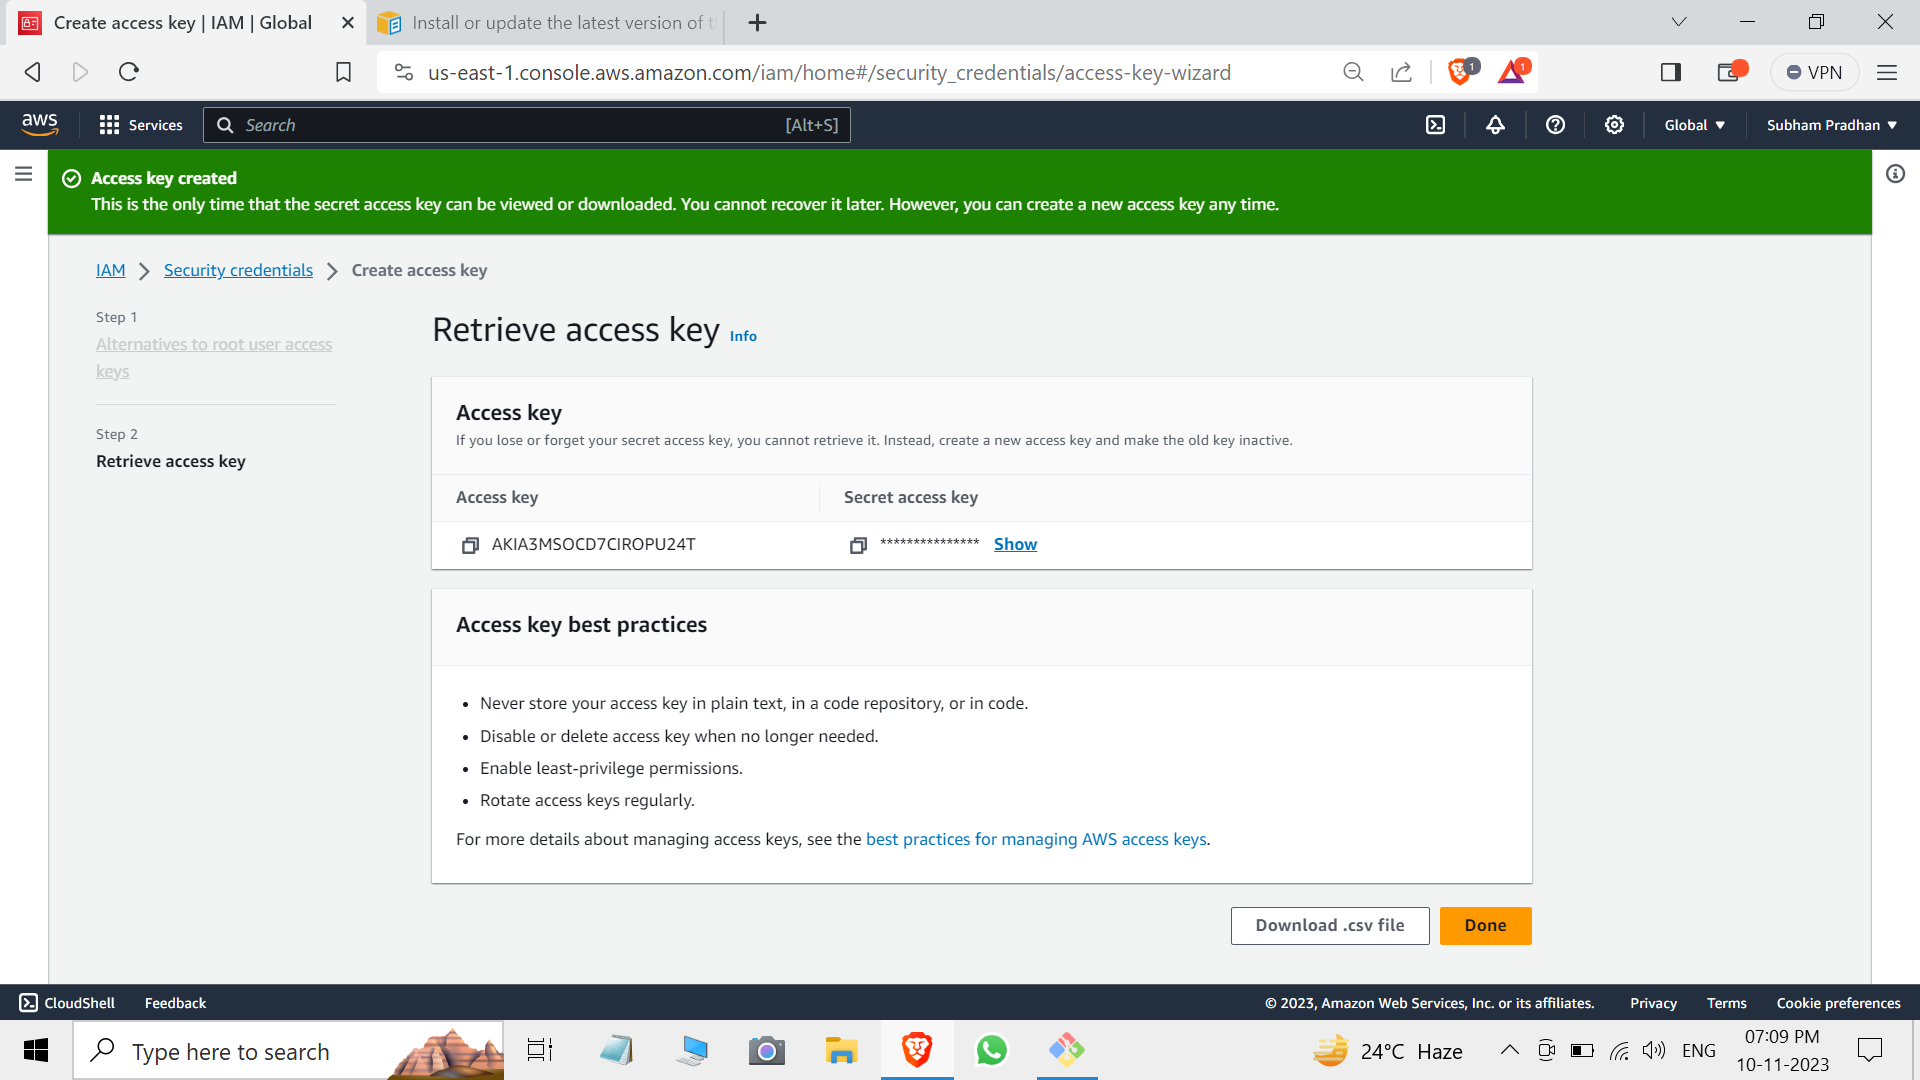 Create access key | IAM | Global
Install or update the latest version of t
us-east-1.console.aws.amazon.com/iam/home#/security_credentials/access-key-wizard
1
1
VPN
aws
Services
Search
[Alt+S]
Global
Subham Pradhan
Access key created
This is the only time that the secret access key can be viewed or downloaded. You cannot recover it later. However, you can create a new access key any time.
IAM
Security credentials
Create access key
Step 1
Alternatives to root user access
keys
Step 2
Retrieve access key
Retrieve access key Info
Access key
If you lose or forget your secret access key, you cannot retrieve it. Instead, create a new access key and make the old key inactive.
Access key
Secret access key
AKIA3MSOCD7CIROPU24T
*************** Show
Access key best practices
• Never store your access key in plain text, in a code repository, or in code.
• Disable or delete access key when no longer needed.
• Enable least-privilege permissions.
• Rotate access keys regularly.
For more details about managing access keys, see the best practices for managing AWS access keys.
Download .csv file
Done
CloudShell
Feedback
© 2023, Amazon Web Services, Inc. or its affiliates.
Privacy
Terms
Cookie preferences
Type here to search
24°C Haze
ENG
07:09 PM
10-11-2023